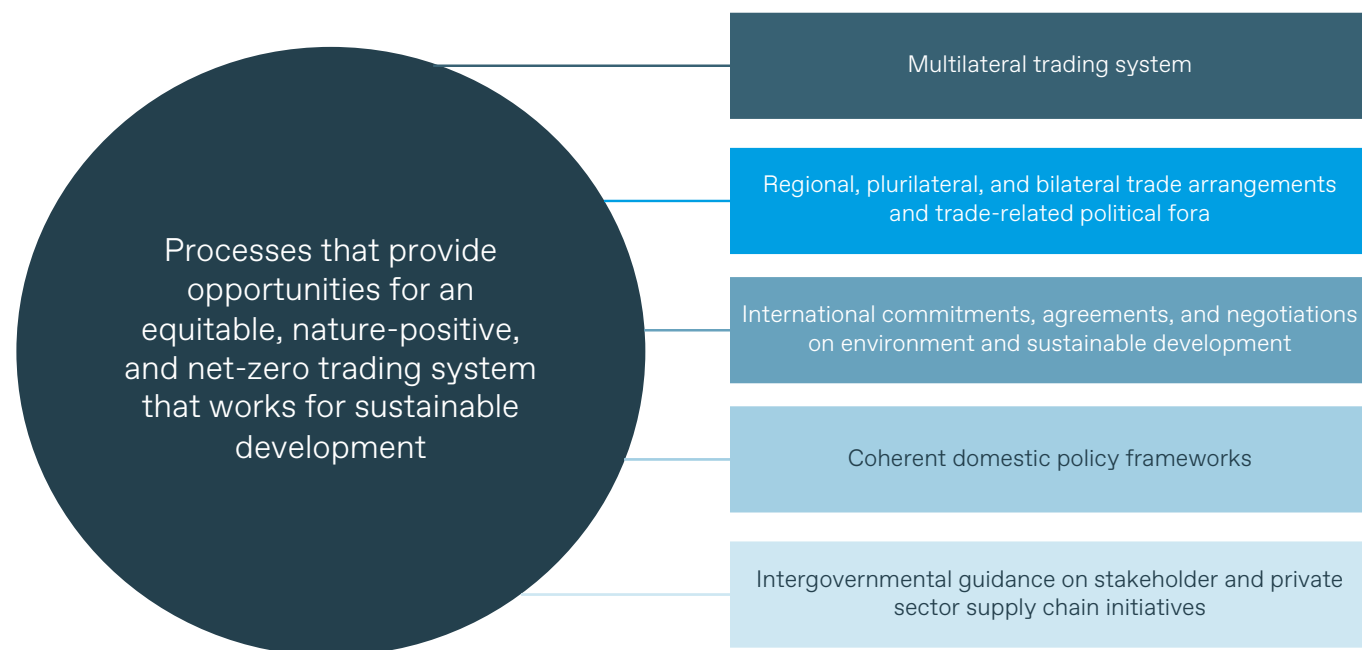 Processes that provide
opportunities for an
equitable, nature-positive,
and net-zero trading system
that works for sustainable
development
Multilateral trading system
Regional, plurilateral, and bilateral trade arrangements
and trade-related political fora
International commitments, agreements, and negotiations
on environment and sustainable development
Coherent domestic policy frameworks
Intergovernmental guidance on stakeholder and private
sector supply chain initiatives